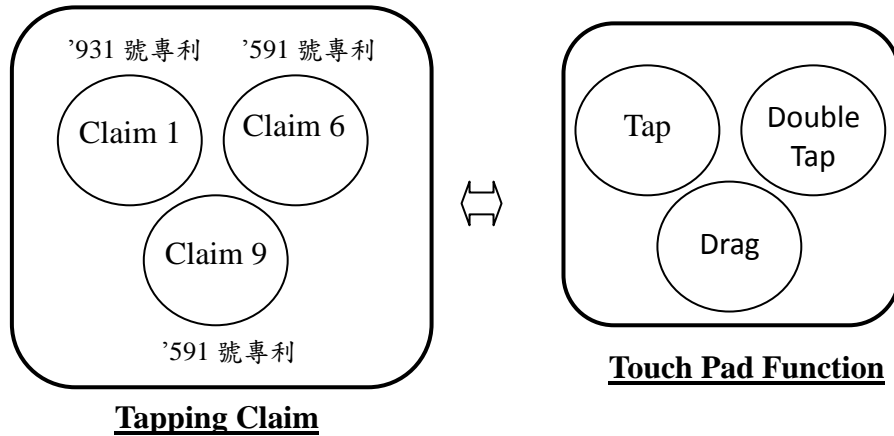 ’931 號專利
’591 號專利
Claim 1
Claim 6
Claim 9
’591 號專利
Tapping Claim
Tap
Double
Tap
Drag
Touch Pad Function